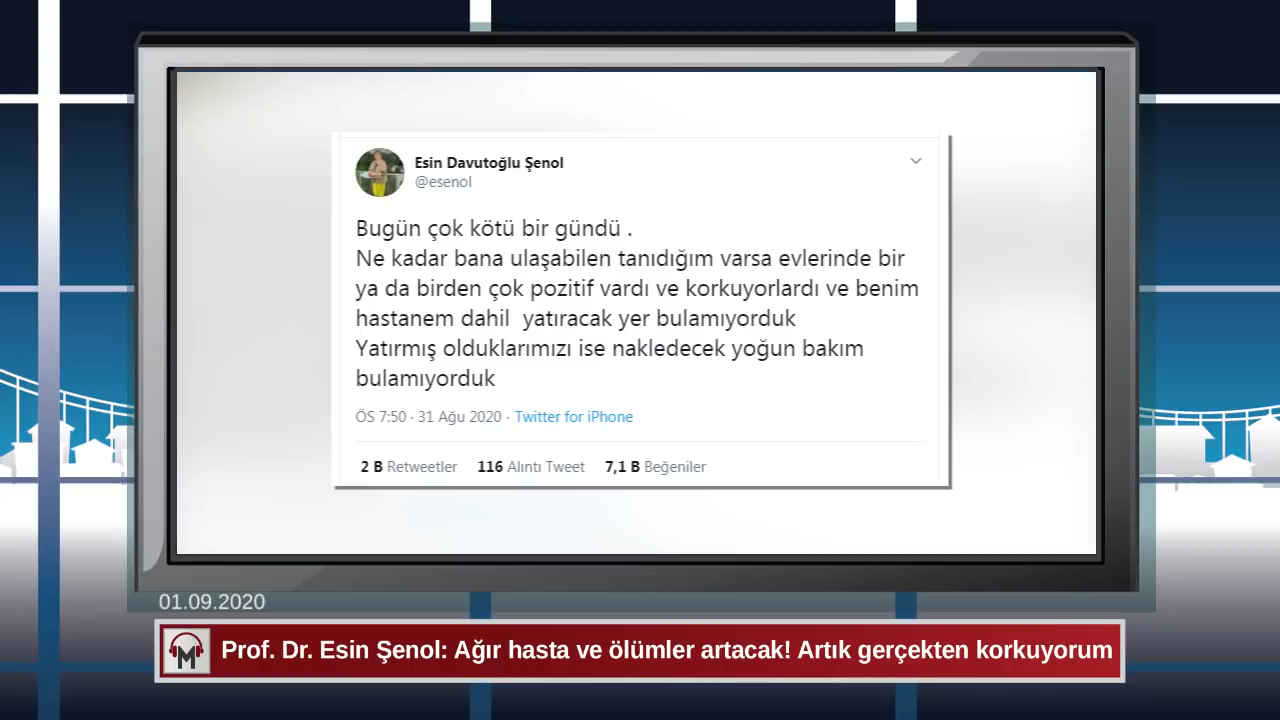 Esin Davutoğlu Şenol
@esenol
Bugün çok kötü bir gündü .
Ne kadar bana ulaşabilen tanıdığım varsa evlerinde bir
ya da birden çok pozitif vardı ve korkuyorlardı ve benim
hastanem dahil  yatıracak yer bulamıyorduk
Yatırmış olduklarımızı ise nakledecek yoğun bakım
bulamıyorduk
ÖS 7:50 · 31 Ağu 2020 · Twitter for iPhone
2 B Retweetler 116 Alıntı Tweet 7,1 B Beğeniler
01.09.2020
M Prof. Dr. Esin Şenol: Ağır hasta ve ölümler artacak! Artık gerçekten korkuyorum